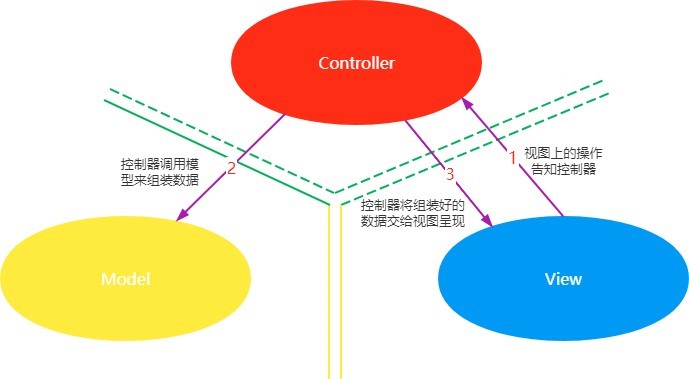 Controller
控制器调用模
型来组装数据
2
3
1
视图上的操作
告知控制器
控制器将组装好的
数据交给视图呈现
Model
View